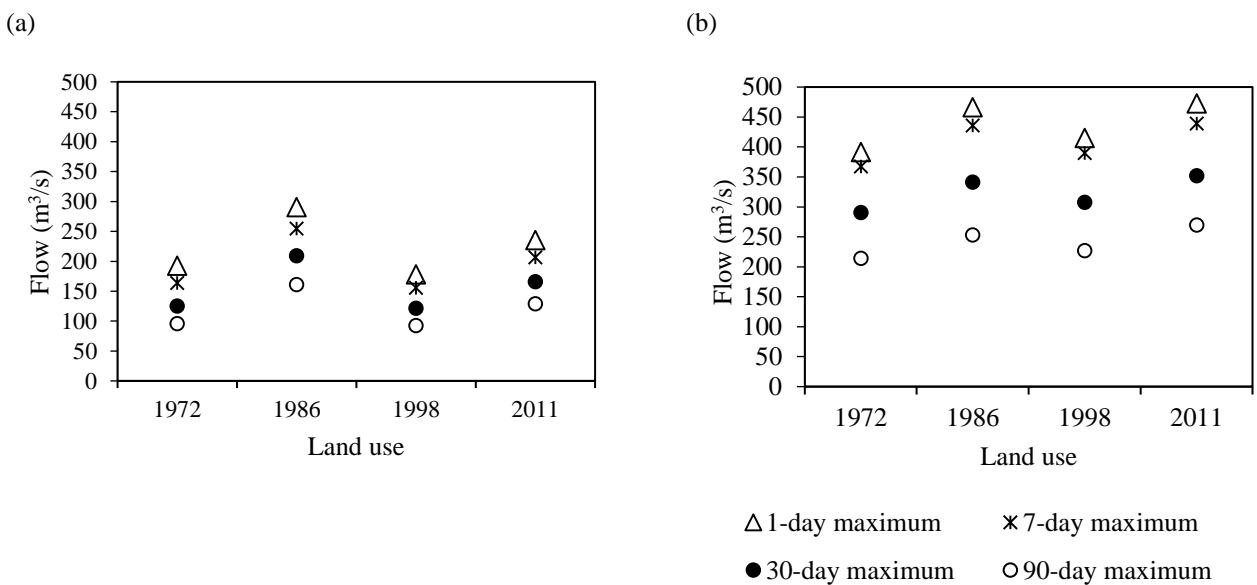 (a)
500
450
400
350
300
250
200
150
100
50
0
Flow (m³/s)
1972 1986 1998 2011
Land use
(b)
500
450
400
350
300
250
200
150
100
50
0
Flow (m³/s)
1972 1986 1998 2011
Land use
1-day maximum 7-day maximum
30-day maximum 90-day maximum